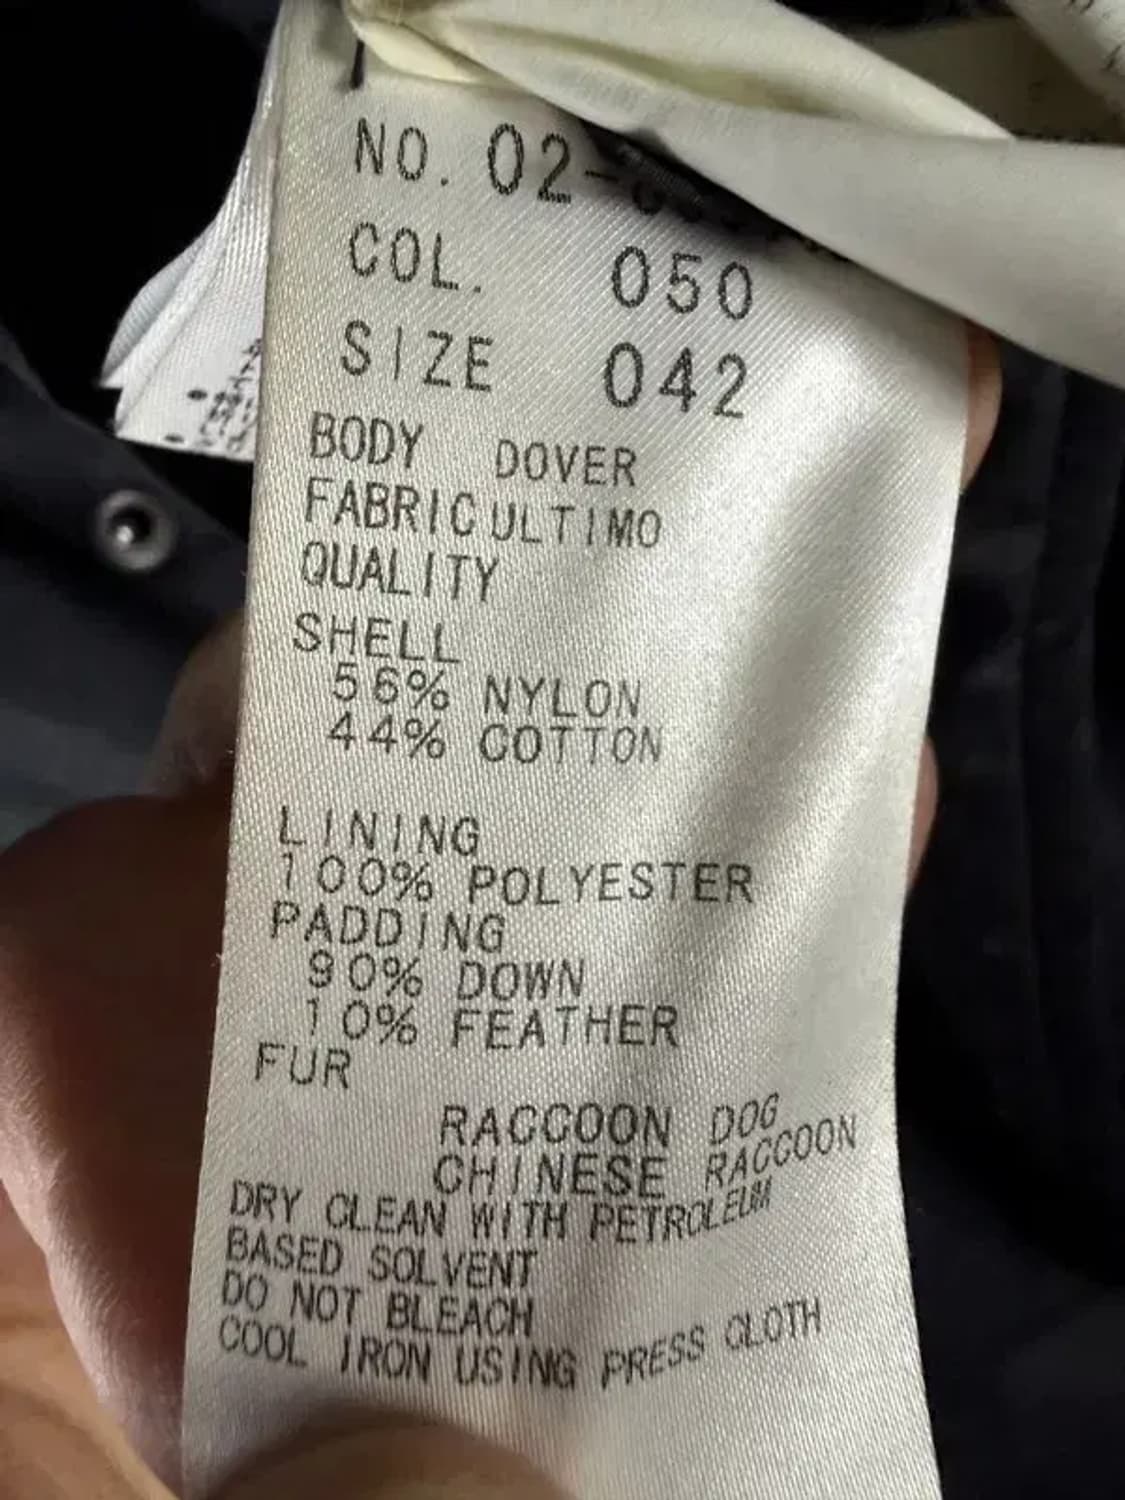 NO. 02-
COL. 050
SIZE 042
BODY DOVER
FABRIC ULTIMO
QUALITY
SHELL
56% NYLON
44% COTTON
LINING
100% POLYESTER
PADDING
90% DOWN
10% FEATHER
FUR
RACCOON DOG
CHINESE RACCOON
DRY CLEAN WITH PETROLEUM
BASED SOLVENT
DO NOT BLEACH
COOL IRON USING PRESS CLOTH